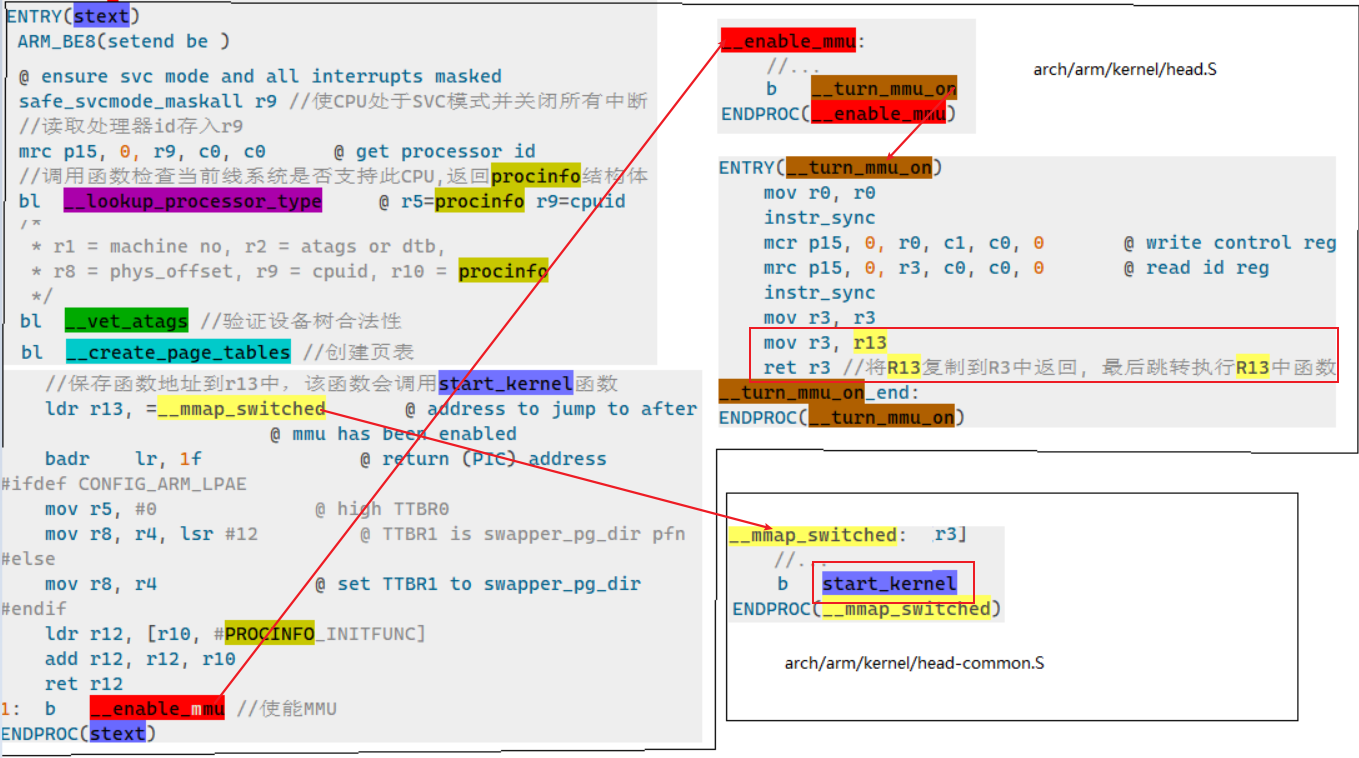 ENTRY(stext)
ARM_BE8(setend be )
@ ensure svc mode and all interrupts masked
safe_svcmode_maskall r9 //使CPU处于SVC模式并关闭所有中断
//读取处理器id存入r9
mrc p15, 0, r9, c0, c0 @ get processor id
//调用函数检查当前线系统是否支持此CPU,返回procinfo结构体
bl __lookup_processor_type @ r5=procinfo r9=cpuid
/*
* r1 = machine no, r2 = atags or dtb,
* r8 = phys_offset, r9 = cpuid, r10 = procinfo
*/
bl __vet_atags //验证设备树合法性
bl __create_page_tables //创建页表
//保存函数地址到r13中，该函数会调用start_kernel函数
ldr r13, =__mmap_switched @ address to jump to after
@ mmu has been enabled
badr lr, 1f @ return (PIC) address
#ifdef CONFIG_ARM_LPAE
mov r5, #0 @ high TTBR0
mov r8, r4, lsr #12 @ TTBR1 is swapper_pg_dir pfn
#else
mov r8, r4 @ set TTBR1 to swapper_pg_dir
#endif
ldr r12, [r10, #PROCINFO_INITFUNC]
add r12, r12, r10
ret r12
1: b __enable_mmu //使能MMU
ENDPROC(stext)
__enable_mmu:
//...
b __turn_mmu_on
ENDPROC(__enable_mmu)
arch/arm/kernel/head.S
ENTRY(__turn_mmu_on)
mov r0, r0
instr_sync
mcr p15, 0, r0, c1, c0, 0 @ write control reg
mrc p15, 0, r3, c0, c0, 0 @ read id reg
instr_sync
mov r3, r3
mov r3, r13
ret r3 //将R13复制到R3中返回，最后跳转执行R13中函数
__turn_mmu_on_end:
ENDPROC(__turn_mmu_on)
__mmap_switched: r3]
//...
b start_kernel
ENDPROC(__mmap_switched)
arch/arm/kernel/head-common.S